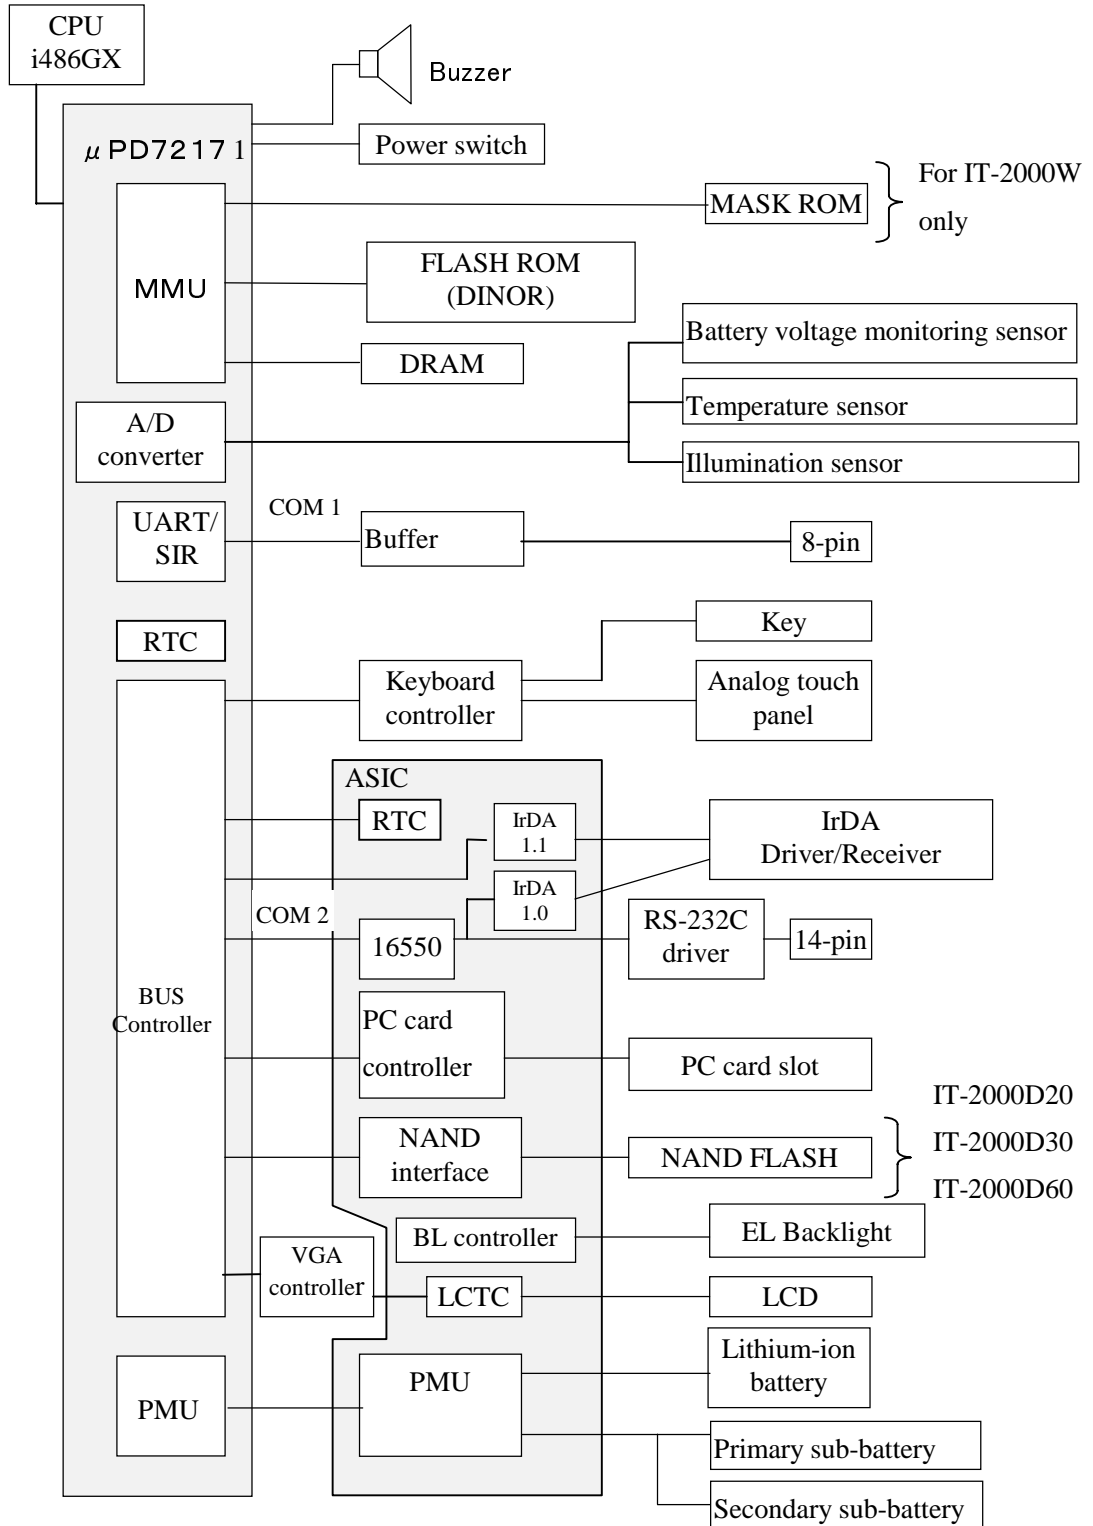 CPU
i486GX
Buzzer
μPD72171
Power switch
MASK ROM
For IT-2000W
only
MMU
FLASH ROM
(DINOR)
DRAM
Battery voltage monitoring sensor
Temperature sensor
Illumination sensor
A/D
converter
UART/
SIR
COM 1
Buffer
8-pin
RTC
Key
Keyboard
controller
Analog touch
panel
ASIC
RTC
IrDA
1.1
IrDA
Driver/Receiver
IrDA
1.0
COM 2
16550
RS-232C
driver
14-pin
BUS
Controller
PC card
controller
PC card slot
NAND
interface
NAND FLASH
IT-2000D20
IT-2000D30
IT-2000D60
BL controller
EL Backlight
VGA
controller
LCTC
LCD
PMU
PMU
Lithium-ion
battery
Primary sub-battery
Secondary sub-battery